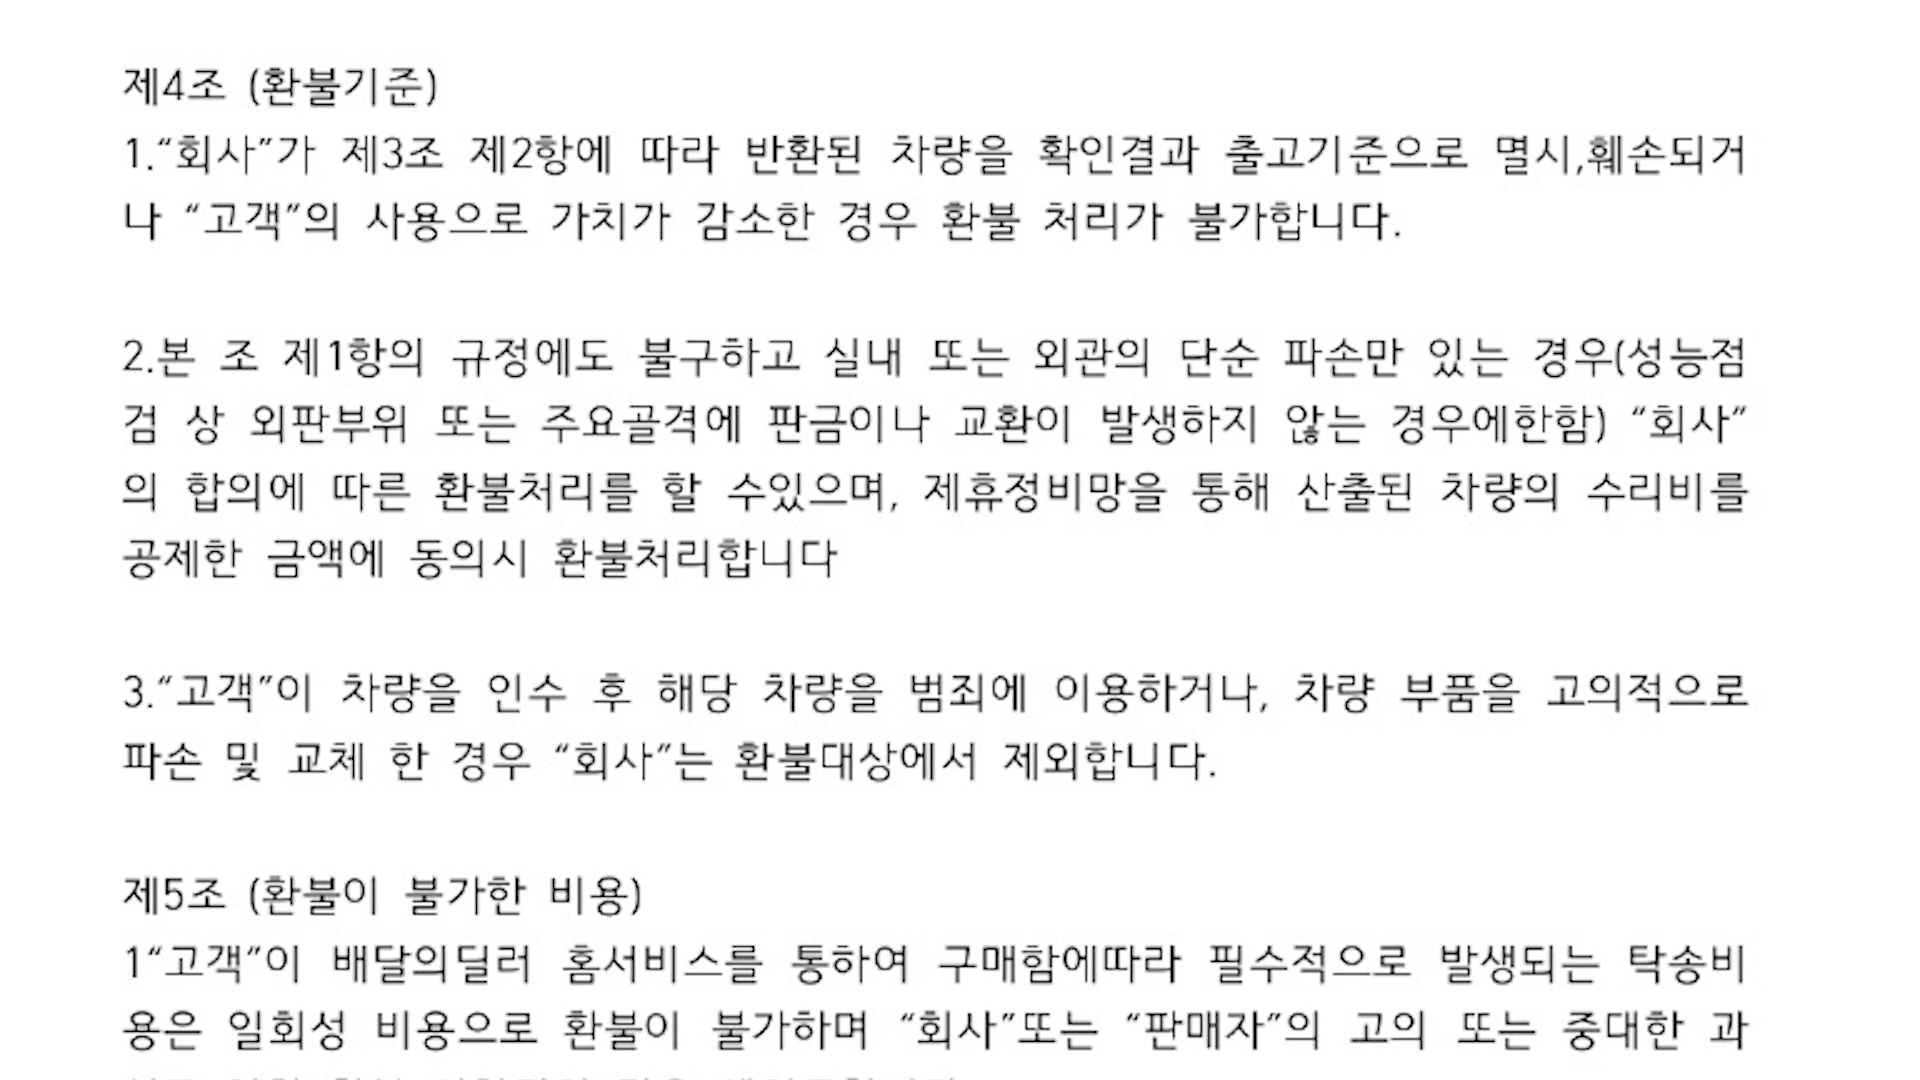 제4조 (환불기준)
1.“회사”가 제3조 제2항에 따라 반환된 차량을 확인결과 출고기준으로 멸시,훼손되거
나 “고객”의 사용으로 가치가 감소한 경우 환불 처리가 불가합니다.
2.본 조 제1항의 규정에도 불구하고 실내 또는 외관의 단순 파손만 있는 경우(성능점
검 상 외판부위 또는 주요골격에 판금이나 교환이 발생하지 않는 경우에한함) “회사”
의 합의에 따른 환불처리를 할 수있으며, 제휴정비망을 통해 산출된 차량의 수리비를
공제한 금액에 동의시 환불처리합니다
3.“고객”이 차량을 인수 후 해당 차량을 범죄에 이용하거나, 차량 부품을 고의적으로
파손 및 교체 한 경우 “회사”는 환불대상에서 제외합니다.
제5조 (환불이 불가한 비용)
1“고객”이 배달의딜러 홈서비스를 통하여 구매함에따라 필수적으로 발생되는 탁송비
용은 일회성 비용으로 환불이 불가하며 “회사”또는 “판매자”의 고의 또는 중대한 과